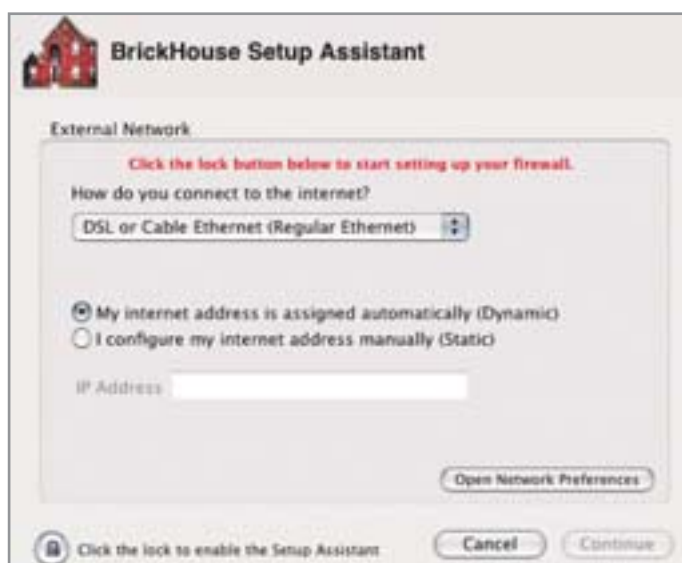 BrickHouse Setup Assistant
External Network
Click the lock button below to start setting up your firewall.
How do you connect to the internet?
DSL or Cable Ethernet (Regular Ethernet)
My internet address is assigned automatically (Dynamic)
I configure my internet address manually (Static)
IP Address
Open Network Preferences
Click the lock to enable the Setup Assistant
Cancel
Continue